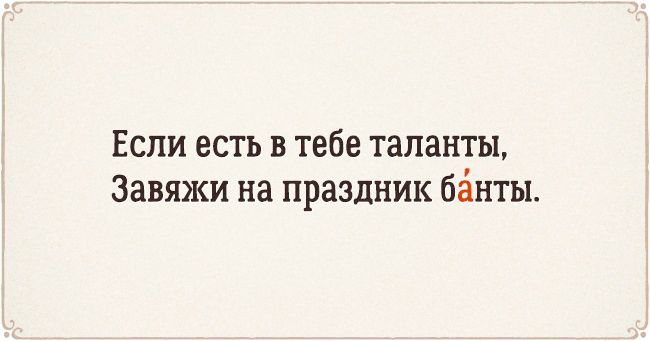 Если есть в тебе таланты,
Завяжи на праздник ба́нты.